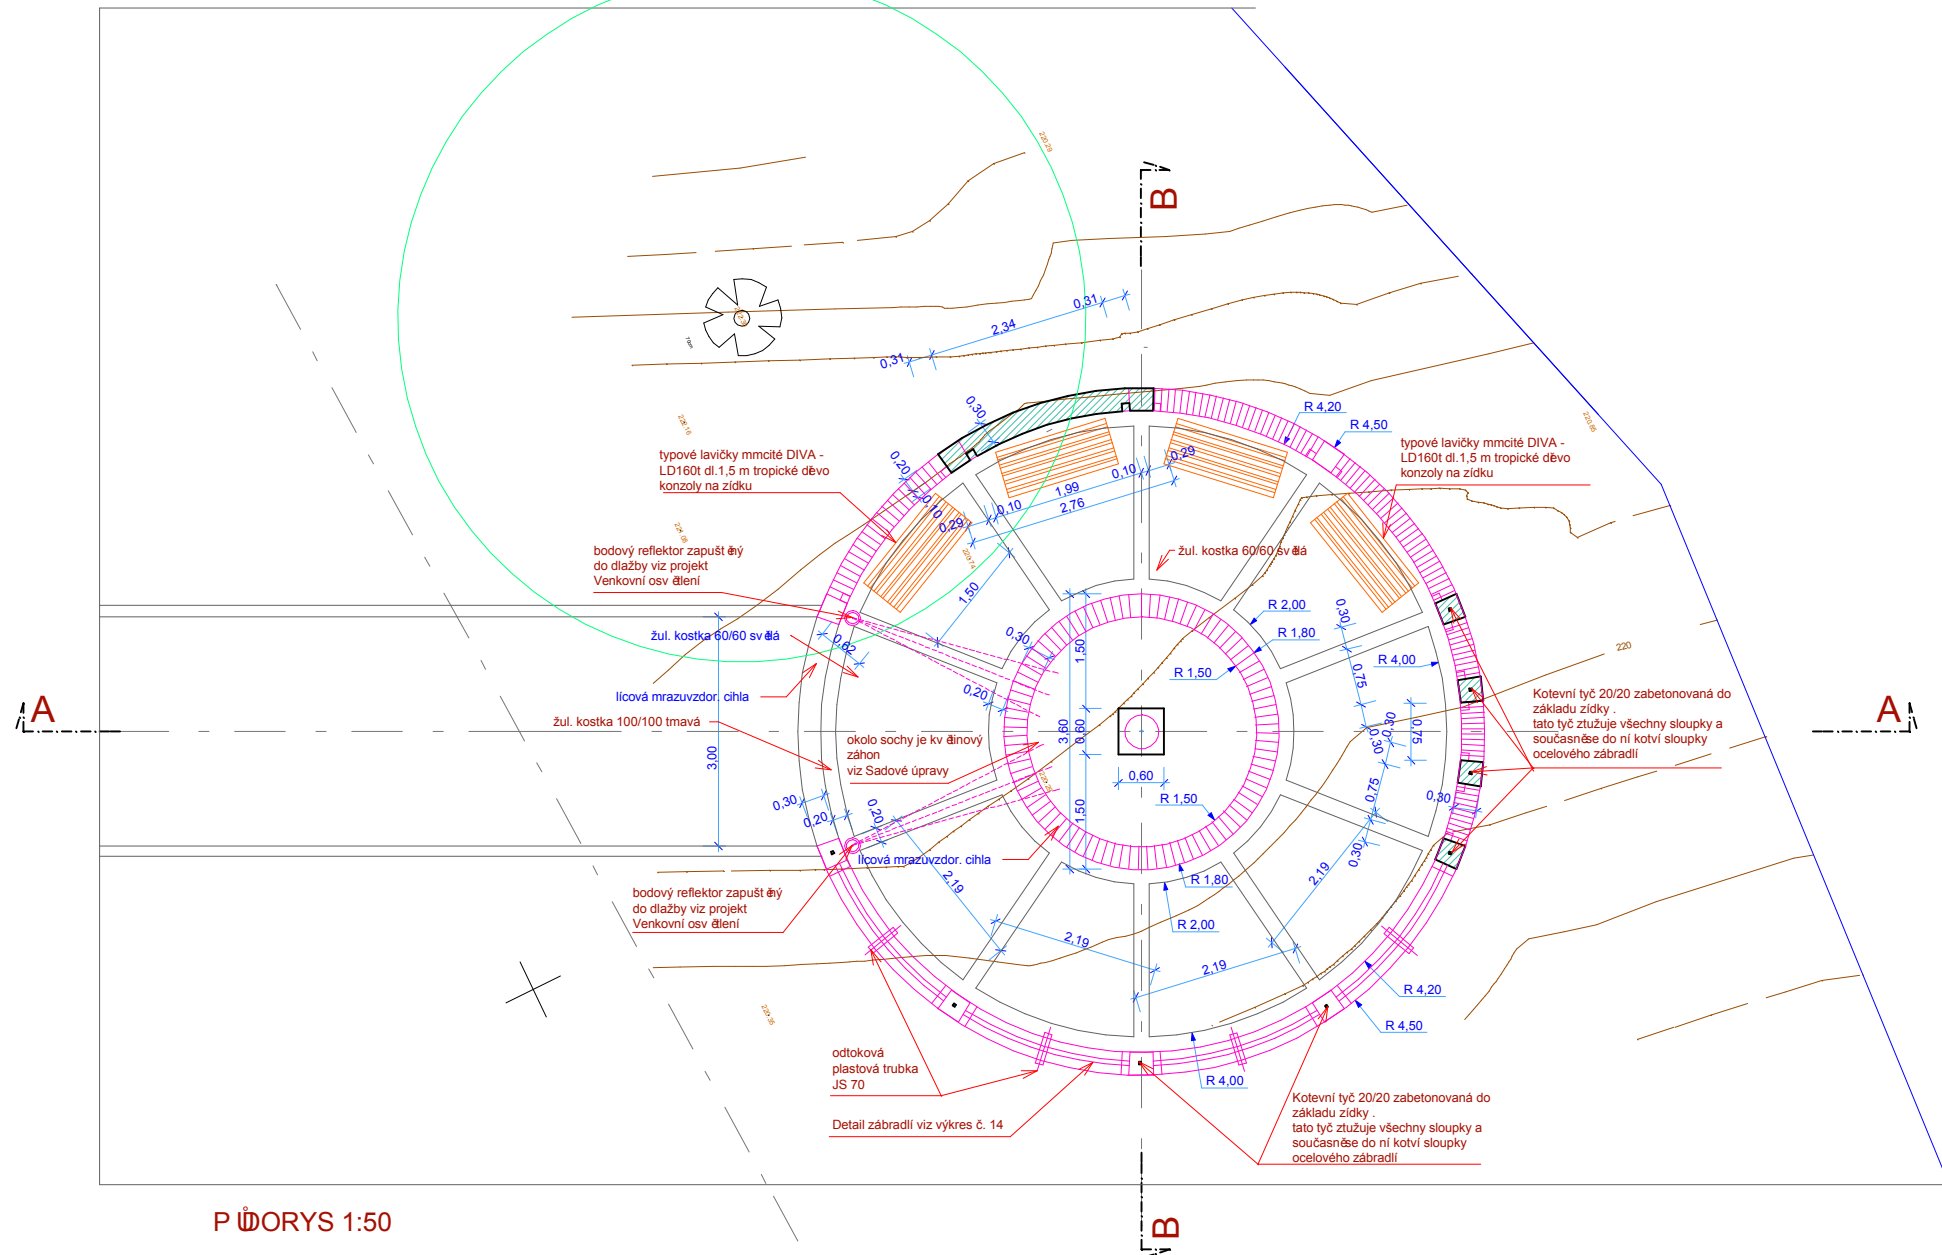 220,29
B
0,31
2,34
0,31
0,30
R 4,20
R 4,50
typové lavičky mmcité DIVA -
LD160t dl.1,5 m tropické dřevo
konzoly na zídku
typové lavičky mmcité DIVA -
LD160t dl.1,5 m tropické dřevo
konzoly na zídku
220,85
0,20
0,10
0,29
0,10
1,99
2,76
0,10
0,29
bodový reflektor zapuštěný
do dlažby viz projekt
Venkovní osvětlení
žul. kostka 60/60 světlá
1,50
R 2,00
R 1,80
0,30
žul. kostka 60/60 světlá
0,62
0,30
1,50
R 1,50
R 4,00
0,75
220
lícová mrazuvzdor. cihla
0,20
A
žul. kostka 100/100 tmavá
okolo sochy je květinový
záhon
viz Sadové úpravy
3,00
3,60
0,60
0,30
0,30
0,75
Kotevní tyč 20/20 zabetonovaná do
základu zídky .
tato tyč ztužuje všechny sloupky a
současně se do ní kotví sloupky
ocelového zábradlí
A
0,60
R 1,50
0,75
0,30
0,30
0,20
0,20
1,50
lícová mrazuvzdor. cihla
R 1,80
0,30
2,19
2,19
bodový reflektor zapuštěný
do dlažby viz projekt
Venkovní osvětlení
R 2,00
2,19
2,19
R 4,20
R 4,50
220,35
odtoková
plastová trubka
JS 70
R 4,00
Detail zábradlí viz výkres č. 14
Kotevní tyč 20/20 zabetonovaná do
základu zídky .
tato tyč ztužuje všechny sloupky a
současně se do ní kotví sloupky
ocelového zábradlí
B
PŮDORYS 1:50